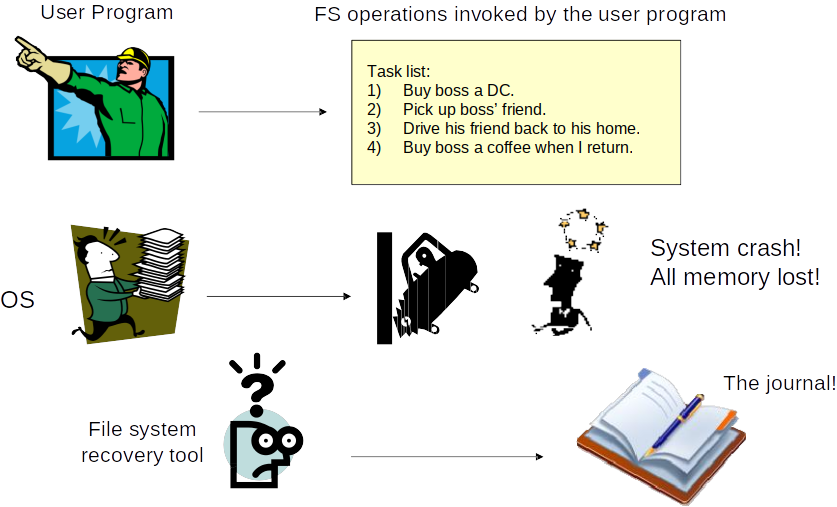 User Program
FS operations invoked by the user program
Task list:
1) Buy boss a DC.
2) Pick up boss’ friend.
3) Drive his friend back to his home.
4) Buy boss a coffee when I return.
OS
System crash!
All memory lost!
File system
recovery tool
The journal!